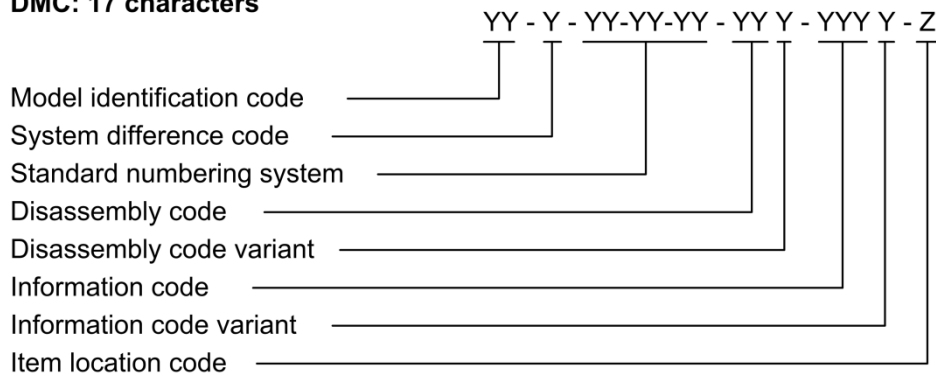 DMC: 17 characters
YY - Y - YY-YY-YY - YY Y - YYY Y - Z
Model identification code
System difference code
Standard numbering system
Disassembly code
Disassembly code variant
Information code
Information code variant
Item location code